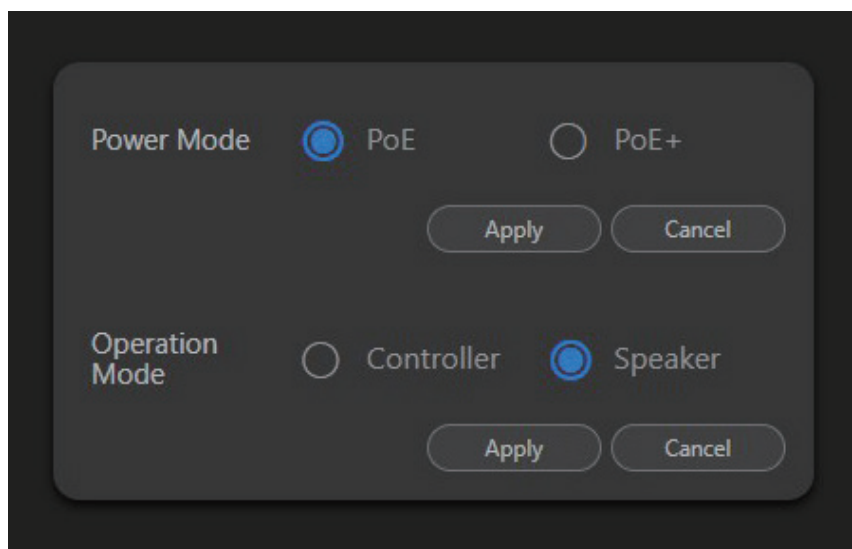 Power Mode PoE PoE+
Apply Cancel
Operation
Mode
Controller Speaker
Apply Cancel